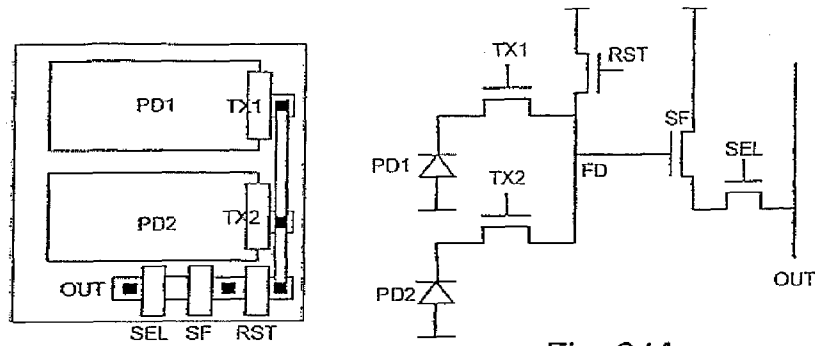 PD1
TX1
PD2
TX2
OUT
SEL SF RST
TX1
RST
SF
PD1
FD
SEL
TX2
PD2
OUT